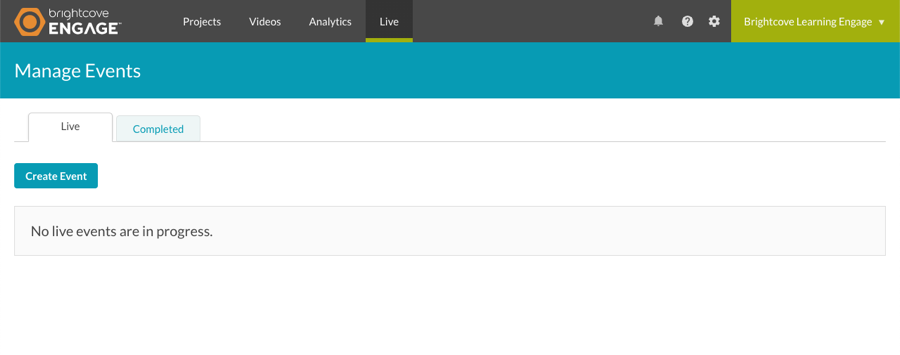 brightcove
ENGAGE™
Projects Videos Analytics Live
Brightcove Learning Engage
Manage Events
Live Completed
Create Event
No live events are in progress.